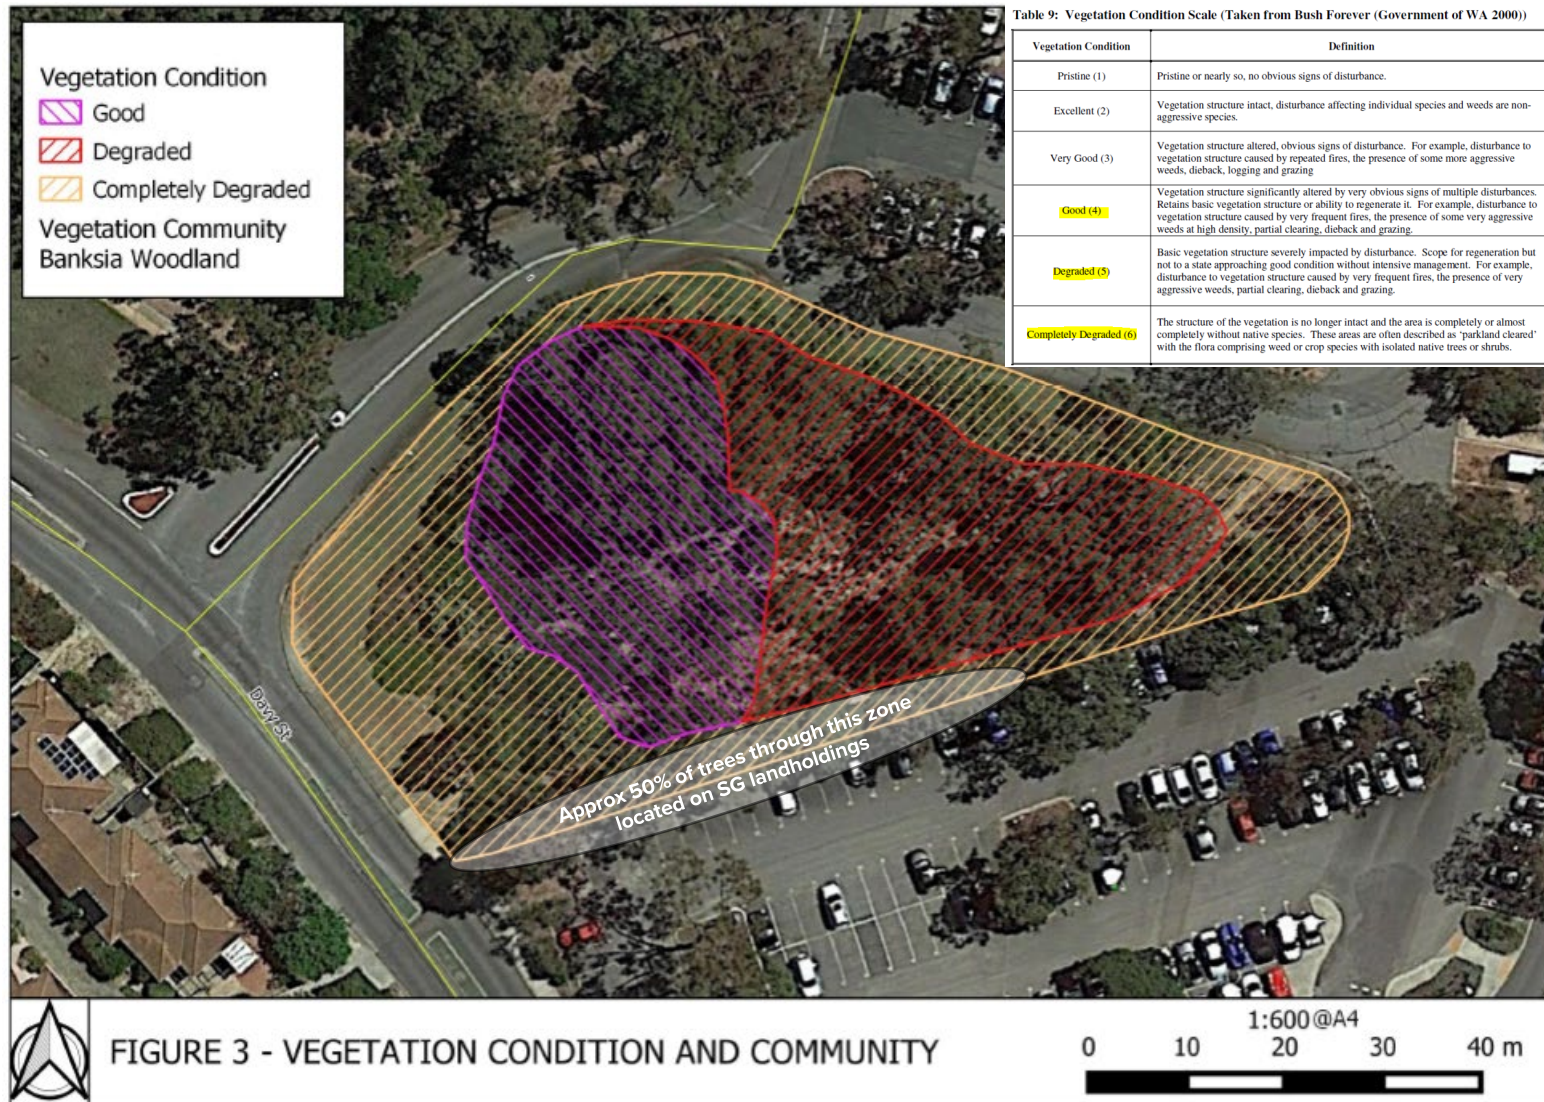 Vegetation Condition
Good
Degraded
Completely Degraded
Vegetation Community
Banksia Woodland
Table 9: Vegetation Condition Scale (Taken from Bush Forever (Government of WA 2000))
Vegetation Condition
Definition
Pristine (1)
Pristine or nearly so, no obvious signs of disturbance.
Excellent (2)
Vegetation structure intact, disturbance affecting individual species and weeds are non-
aggressive species.
Very Good (3)
Vegetation structure altered, obvious signs of disturbance. For example, disturbance to
vegetation structure caused by repeated fires, the presence of some more aggressive
weeds, dieback, logging and grazing
Good (4)
Vegetation structure significantly altered by very obvious signs of multiple disturbances.
Retains basic vegetation structure or ability to regenerate it. For example, disturbance to
vegetation structure caused by very frequent fires, the presence of some very aggressive
weeds at high density, partial clearing, dieback and grazing.
Degraded (5)
Basic vegetation structure severely impacted by disturbance. Scope for regeneration but
not to a state approaching good condition without intensive management. For example,
disturbance to vegetation structure caused by very frequent fires, the presence of very
aggressive weeds, partial clearing, dieback and grazing.
Completely Degraded (6)
The structure of the vegetation is no longer intact and the area is completely or almost
completely without native species. These areas are often described as ‘parkland cleared’
with the flora comprising weed or crop species with isolated native trees or shrubs.
Davy St
Approx 50% of trees through this zone
located on SG landholdings
FIGURE 3 - VEGETATION CONDITION AND COMMUNITY
1:600@A4
0 10 20 30 40 m